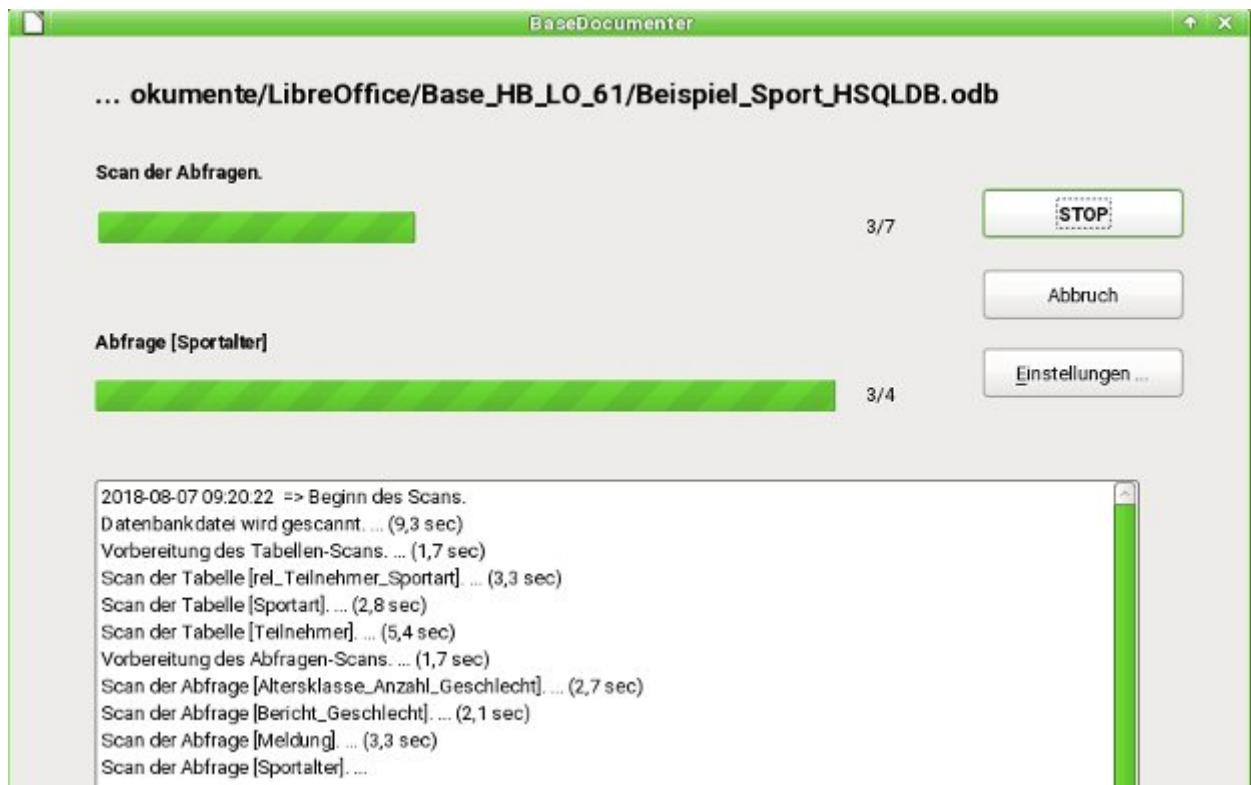 BaseDocumenter
... okumente/LibreOffice/Base_HB_LO_61/Beispiel_Sport_HSQLDB.odb
Scan der Abfragen.
3/7
STOP
Abbruch
Abfrage [Sportalter]
3/4
Einstellungen ...
2018-08-07 09:20:22 => Beginn des Scans.
Datenbankdatei wird gescannt. ... (9,3 sec)
Vorbereitung des Tabellen-Scans. ... (1,7 sec)
Scan der Tabelle [rel_Teilnehmer_Sportart]. ... (3,3 sec)
Scan der Tabelle [Sportart]. ... (2,8 sec)
Scan der Tabelle [Teilnehmer]. ... (5,4 sec)
Vorbereitung des Abfragen-Scans. ... (1,7 sec)
Scan der Abfrage [Altersklasse_Anzahl_Geschlecht]. ... (2,7 sec)
Scan der Abfrage [Bericht_Geschlecht]. ... (2,1 sec)
Scan der Abfrage [Meldung]. ... (3,3 sec)
Scan der Abfrage [Sportalter]. ...